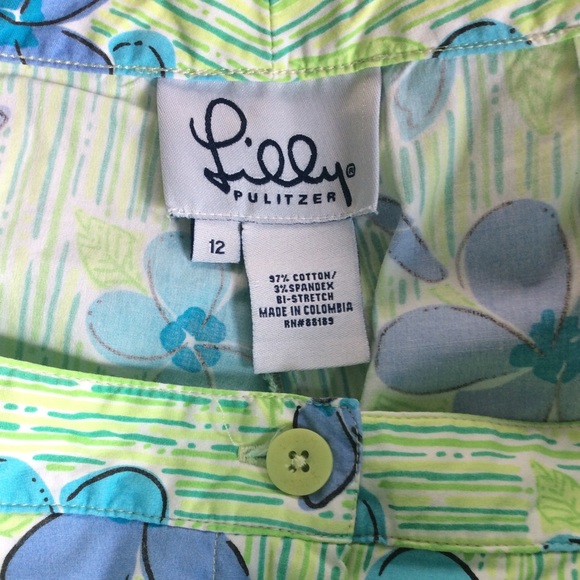 Lilly®
PULITZER
12
97% COTTON/
3% SPANDEX
BI-STRETCH
MADE IN COLOMBIA
RN#88189